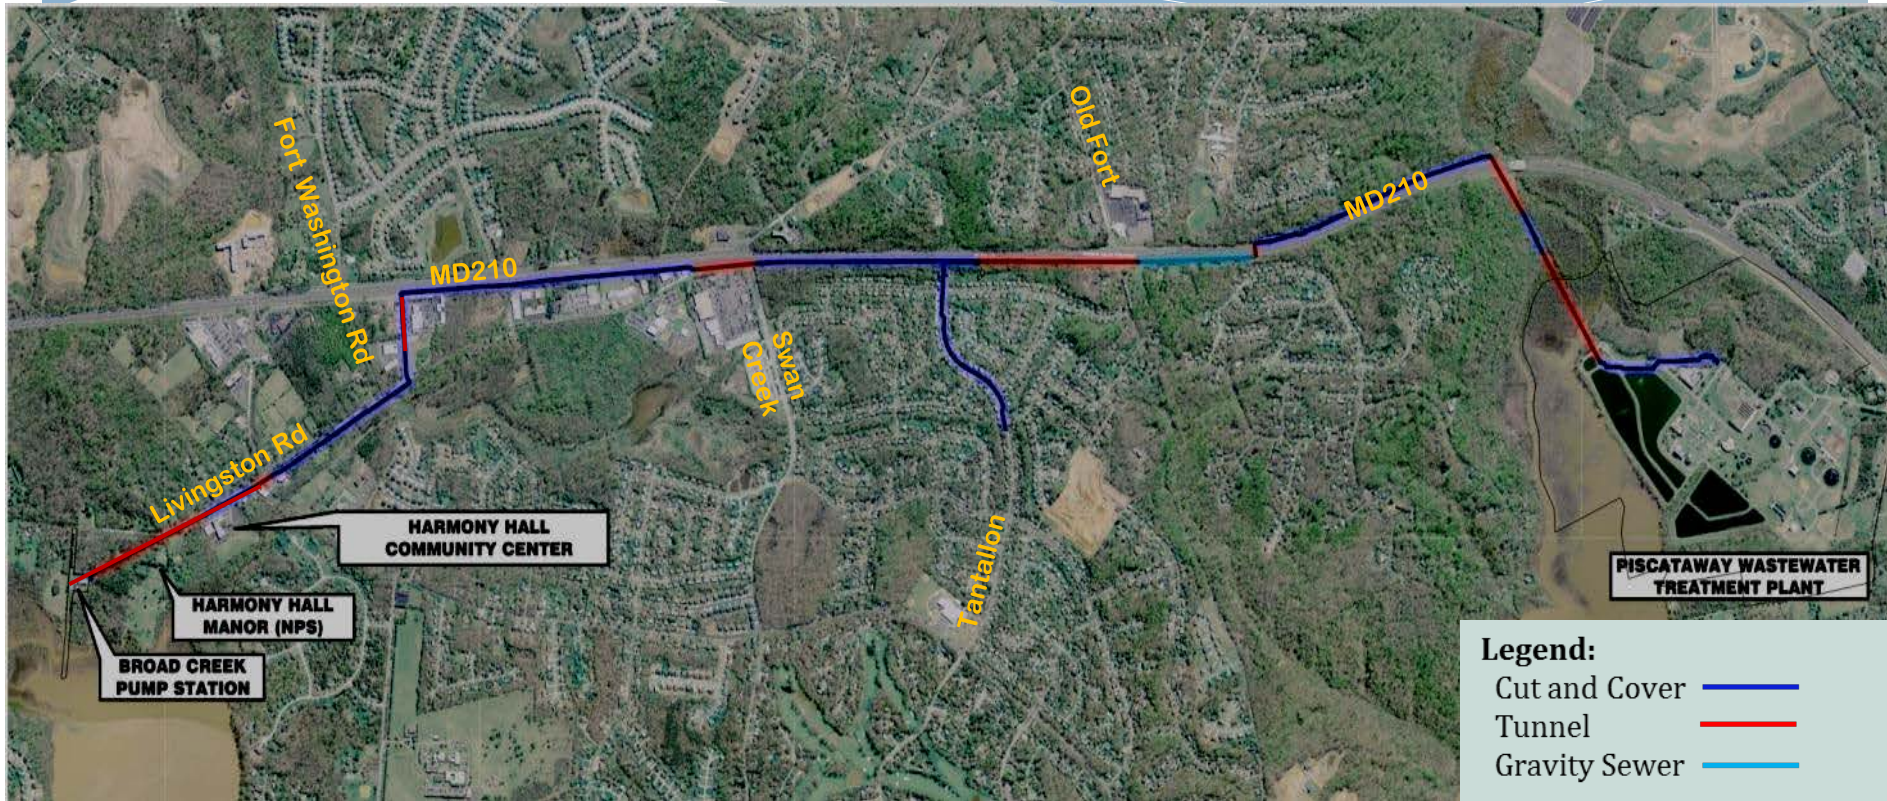 Old Fort
Fort Washington Rd
MD210
MD210
Swan
Creek
Livingston Rd
HARMONY HALL
COMMUNITY CENTER
Tantallon
PISCATAWAY WASTEWATER
TREATMENT PLANT
HARMONY HALL
MANOR (NPS)
BROAD CREEK
PUMP STATION
Legend:
Cut and Cover
Tunnel
Gravity Sewer